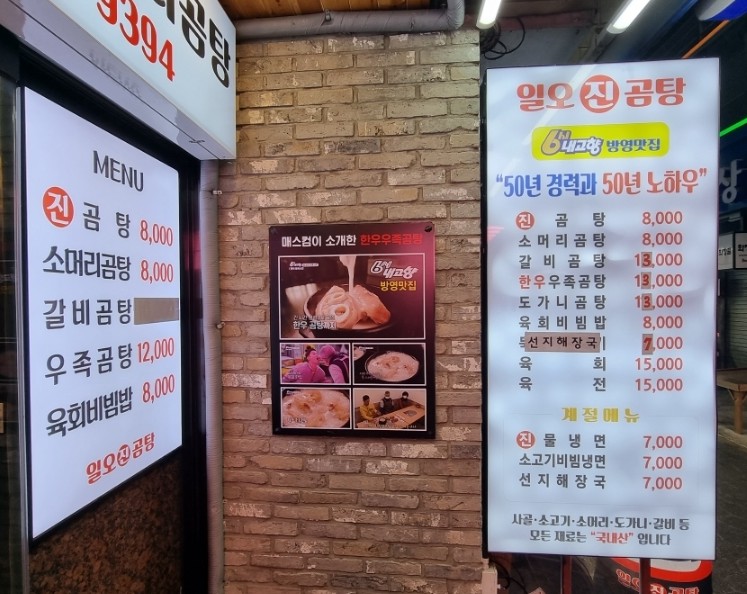 곰탕
9394
MENU
진 곰탕 8,000
소머리곰탕 8,000
갈비곰탕
우족곰탕 12,000
육회비빔밥 8,000
일오진곰탕
매스컴이 소개한 한우우족곰탕
6시
내고향
방영맛집
일오 진 곰탕
6시 내고향 방영맛집
“50년 경력과 50년 노하우”
진 곰탕 8,000
소머리곰탕 8,000
갈비곰탕 13,000
한우우족곰탕 13,000
도가니곰탕 13,000
육회비빔밥 8,000
선지해장국 7,000
육회 15,000
육전 15,000
계절메뉴
진 물냉면 7,000
소고기비빔냉면 7,000
선지해장국 7,000
사골·소고기·소머리·도가니·갈비 등
모든 재료는 “국내산” 입니다
진 곰탕